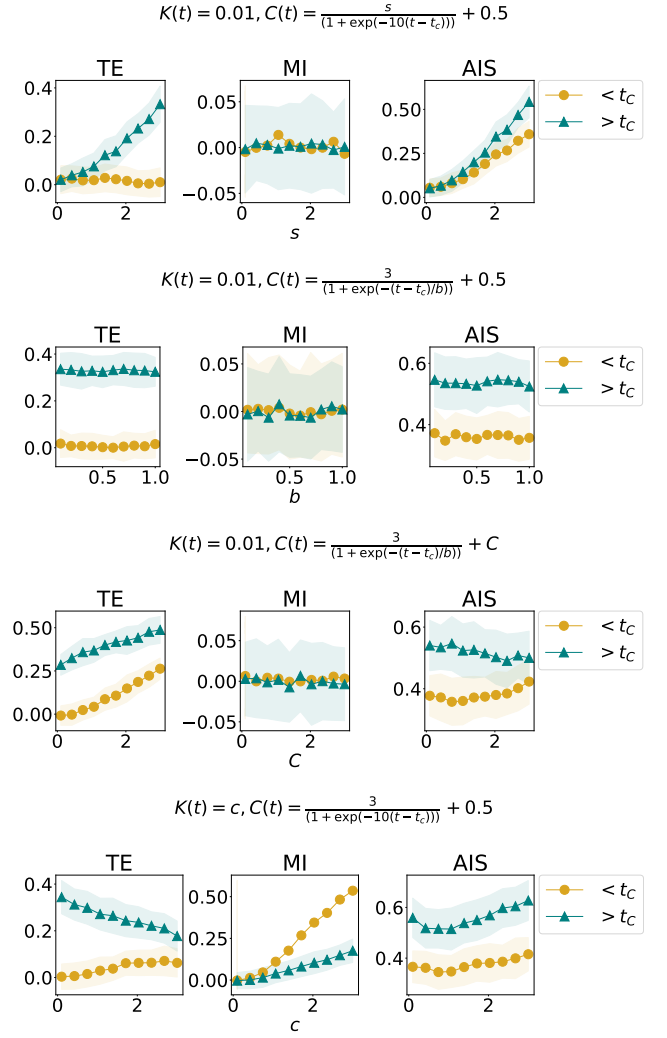 K(t) = 0.01, C(t) = s/(1 + exp(−10(t − t_c))) + 0.5
TE MI AIS
0.4
0.2
0.0
0.05
0.00
−0.05
0.50
0.25
0.00
< t_C
> t_C
0 2 0 2 0 2
s
K(t) = 0.01, C(t) = 3/(1 + exp(−(t − t_c)/b)) + 0.5
TE MI AIS
0.4
0.2
0.0
0.05
0.00
−0.05
0.4
< t_C
> t_C
0.5 1.0 0.5 1.0 0.5 1.0
b
K(t) = 0.01, C(t) = 3/(1 + exp(−(t − t_c)/b)) + C
TE MI AIS
0.50
0.25
0.00
0.05
0.00
−0.05
0.6
0.4
< t_C
> t_C
0 2 0 2 0 2
C
K(t) = c, C(t) = 3/(1 + exp(−10(t − t_c))) + 0.5
TE MI AIS
0.4
0.2
0.0
0.50
0.25
0.00
0.6
0.4
< t_C
> t_C
0 2 0 2 0 2
c